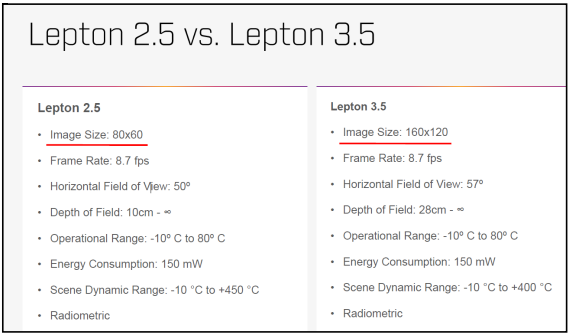 Lepton 2.5 vs. Lepton 3.5
Lepton 2.5
• Image Size: 80x60
• Frame Rate: 8.7 fps
• Horizontal Field of View: 50º
• Depth of Field: 10cm - ∞
• Operational Range: -10º C to 80º C
• Energy Consumption: 150 mW
• Scene Dynamic Range: -10 °C to +450 °C
• Radiometric
Lepton 3.5
• Image Size: 160x120
• Frame Rate: 8.7 fps
• Horizontal Field of View: 57º
• Depth of Field: 28cm - ∞
• Operational Range: -10º C to 80º C
• Energy Consumption: 150 mW
• Scene Dynamic Range: -10 °C to +400 °C
• Radiometric